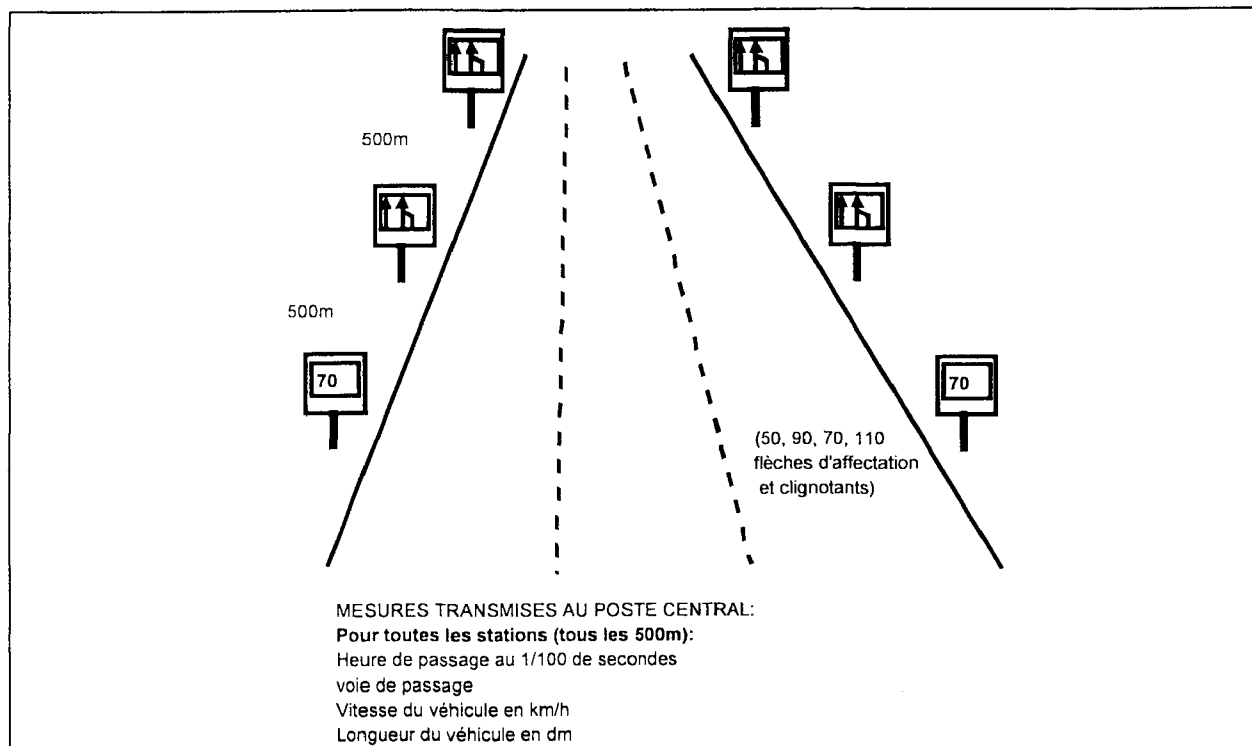 500m
500m
70
70
(50, 90, 70, 110
flèches d'affectation
et clignotants)
MESURES TRANSMISES AU POSTE CENTRAL:
Pour toutes les stations (tous les 500m):
Heure de passage au 1/100 de secondes
voie de passage
Vitesse du véhicule en km/h
Longueur du véhicule en dm